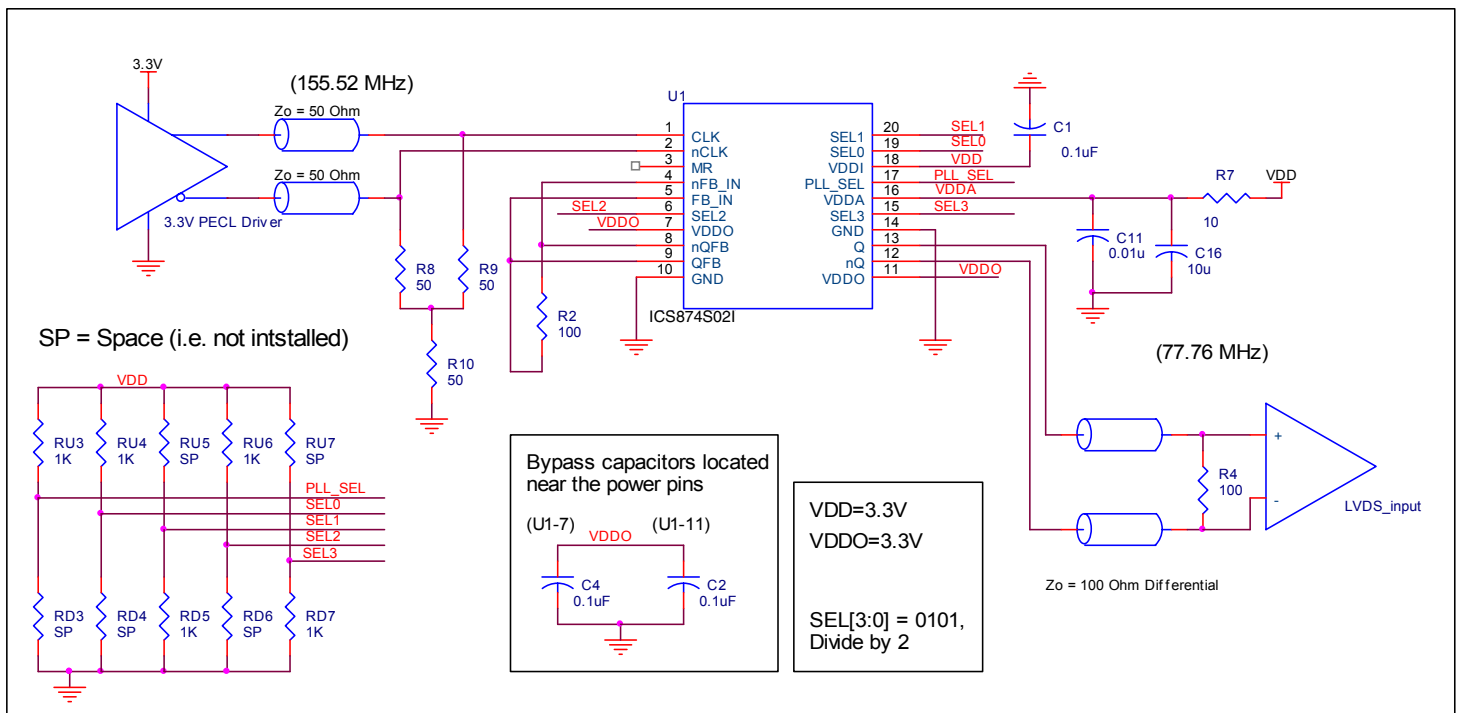 3.3V
(155.52 MHz)
Zo = 50 Ohm
Zo = 50 Ohm
3.3V PECL Driver
R8
50
R9
50
R10
50
U1
1
2
3
4
5
6
7
8
9
10
CLK
nCLK
MR
nFB_IN
FB_IN
SEL2
VDDO
nQFB
QFB
GND
SEL2
VDDO
R2
100
ICS874S02I
SEL1
SEL0
VDDI
PLL_SEL
VDDA
SEL3
GND
Q
nQ
VDDO
20
19
18
17
16
15
14
13
12
11
SEL1
SEL0
VDD
PLL_SEL
VDDA
SEL3
VDDO
C1
0.1uF
R7
10
VDD
C11
0.01u
C16
10u
(77.76 MHz)
R4
100
+
-
LVDS_input
Zo = 100 Ohm Differential
SP = Space (i.e. not intstalled)
VDD
RU3
1K
RU4
1K
RU5
SP
RU6
1K
RU7
SP
PLL_SEL
SEL0
SEL1
SEL2
SEL3
RD3
SP
RD4
SP
RD5
1K
RD6
SP
RD7
1K
Bypass capacitors located
near the power pins
(U1-7)
(U1-11)
VDDO
C4
0.1uF
C2
0.1uF
VDD=3.3V
VDDO=3.3V
SEL[3:0] = 0101,
Divide by 2